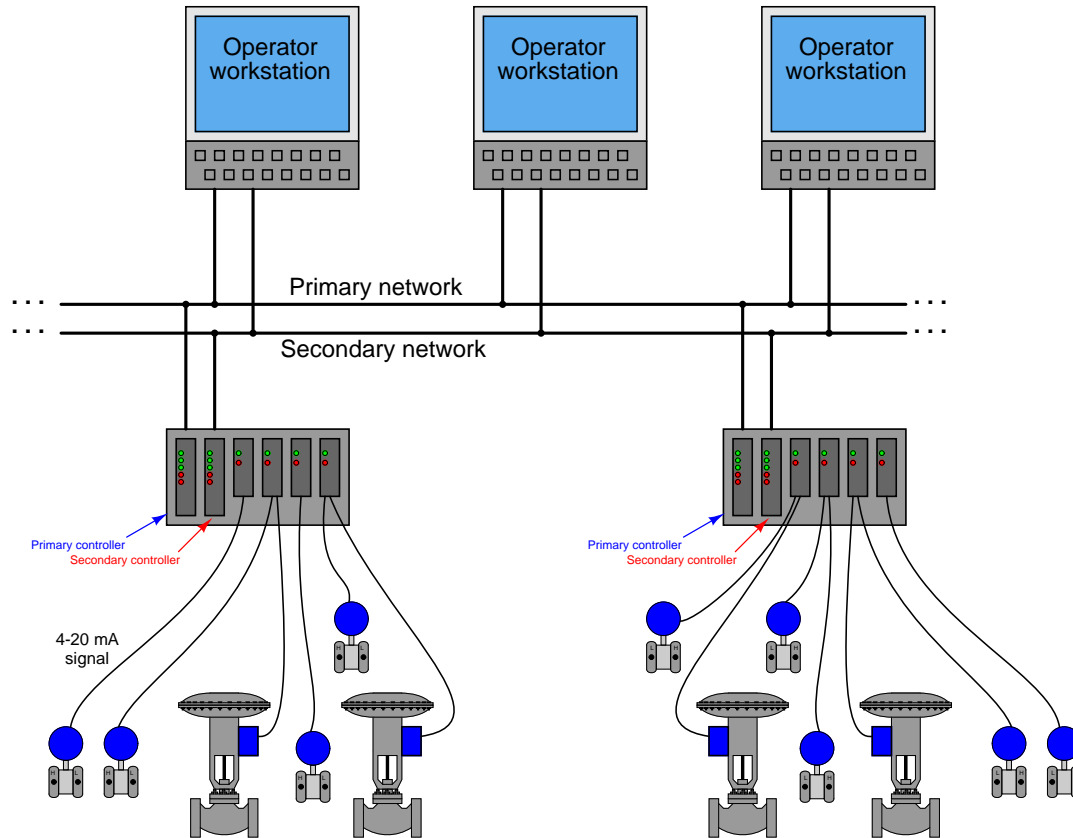 Operator
workstation
Operator
workstation
Operator
workstation
Primary network
. . .
. . .
. . .
. . .
Secondary network
Primary controller
Secondary controller
Primary controller
Secondary controller
4-20 mA
signal
H L
L H
L H
H L
H L
H L
L H
L H
L